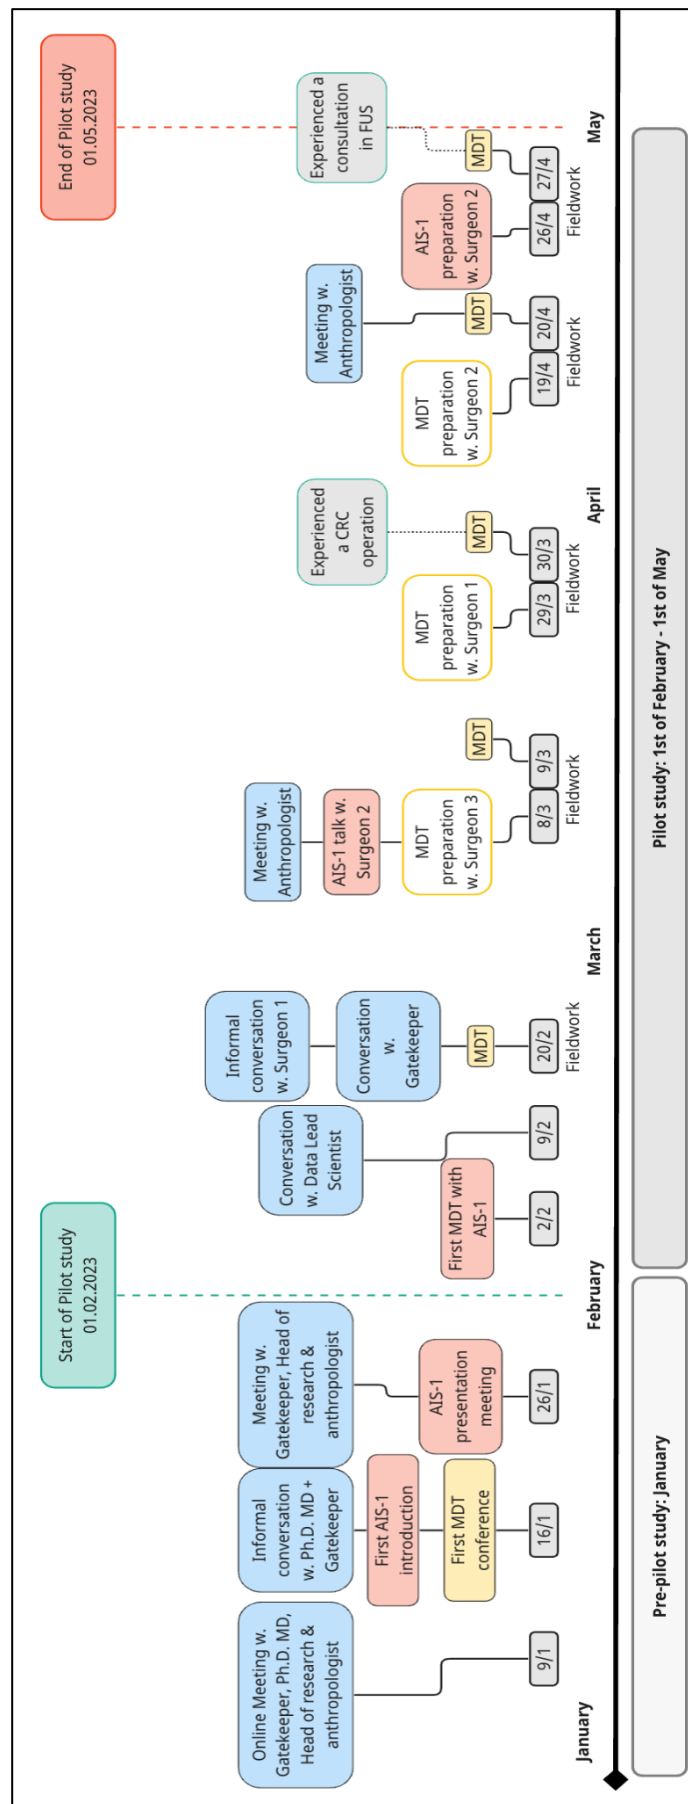 Start of Pilot study
01.02.2023
End of Pilot study
01.05.2023
Online Meeting w.
Gatekeeper, Ph.D. MD,
Head of research &
anthropologist
9/1
Informal
conversation
w. Ph.D. MD +
Gatekeeper
First AIS-1
introduction
First MDT
conference
16/1
Meeting w.
Gatekeeper, Head of
research &
anthropologist
AIS-1
presentation
meeting
26/1
First MDT with
AIS-1
2/2
Conversation
w. Data Lead
Scientist
9/2
Informal
conversation
w. Surgeon 1
Conversation
w.
Gatekeeper
MDT
20/2
Fieldwork
Meeting w.
Anthropologist
AIS-1 talk w.
Surgeon 2
MDT
preparation
w. Surgeon 3
8/3
MDT
9/3
Fieldwork
MDT
preparation
w. Surgeon 1
29/3
Experienced
a CRC
operation
MDT
30/3
Fieldwork
MDT
preparation
w. Surgeon 2
19/4
Meeting w.
Anthropologist
MDT
20/4
Fieldwork
AIS-1
preparation
w. Surgeon 2
26/4
Experienced a
consultation
in FUS
MDT
27/4
Fieldwork
January
February
March
April
May
Pre-pilot study: January
Pilot study: 1st of February - 1st of May